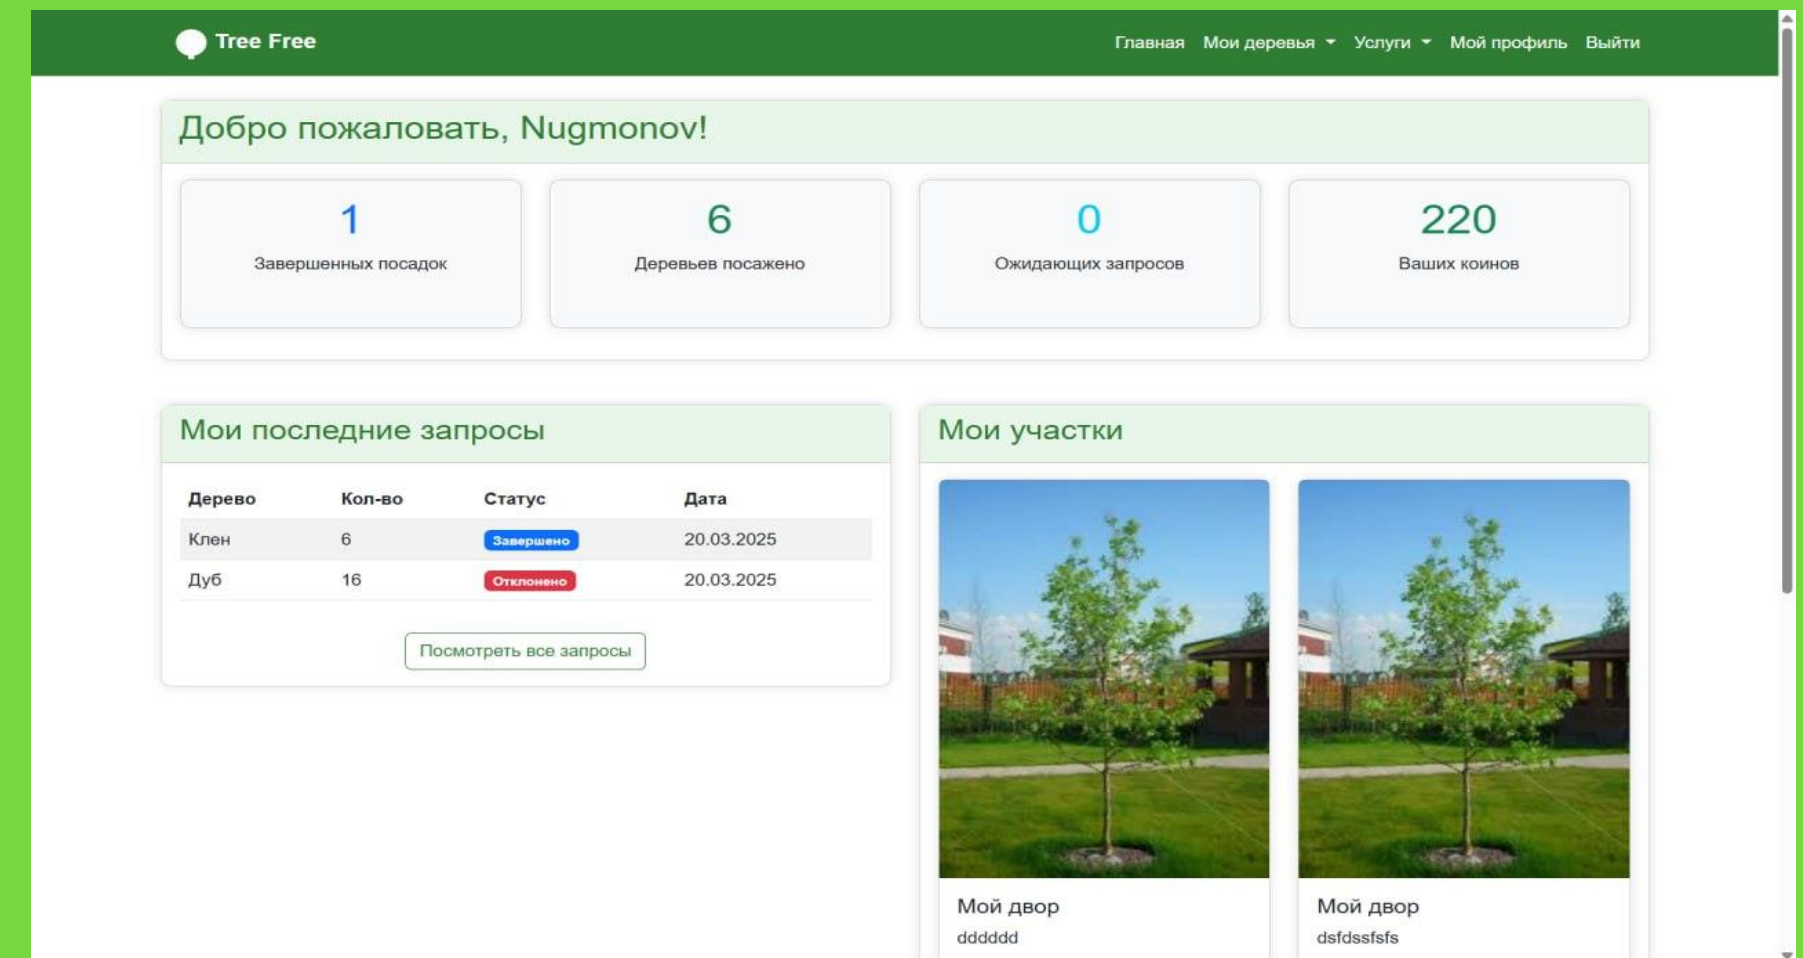 Tree Free
Главная Мои деревья Услуги Мой профиль Выйти
Добро пожаловать, Nugmonov!
1
Завершенных посадок
6
Деревьев посажено
0
Ожидающих запросов
220
Ваших коинов
Мои последние запросы
Дерево Кол-во Статус Дата
Клен 6 Завершено 20.03.2025
Дуб 16 Отклонено 20.03.2025
Посмотреть все запросы
Мои участки
Мой двор
dddddd
Мой двор
dsfdssfsfs